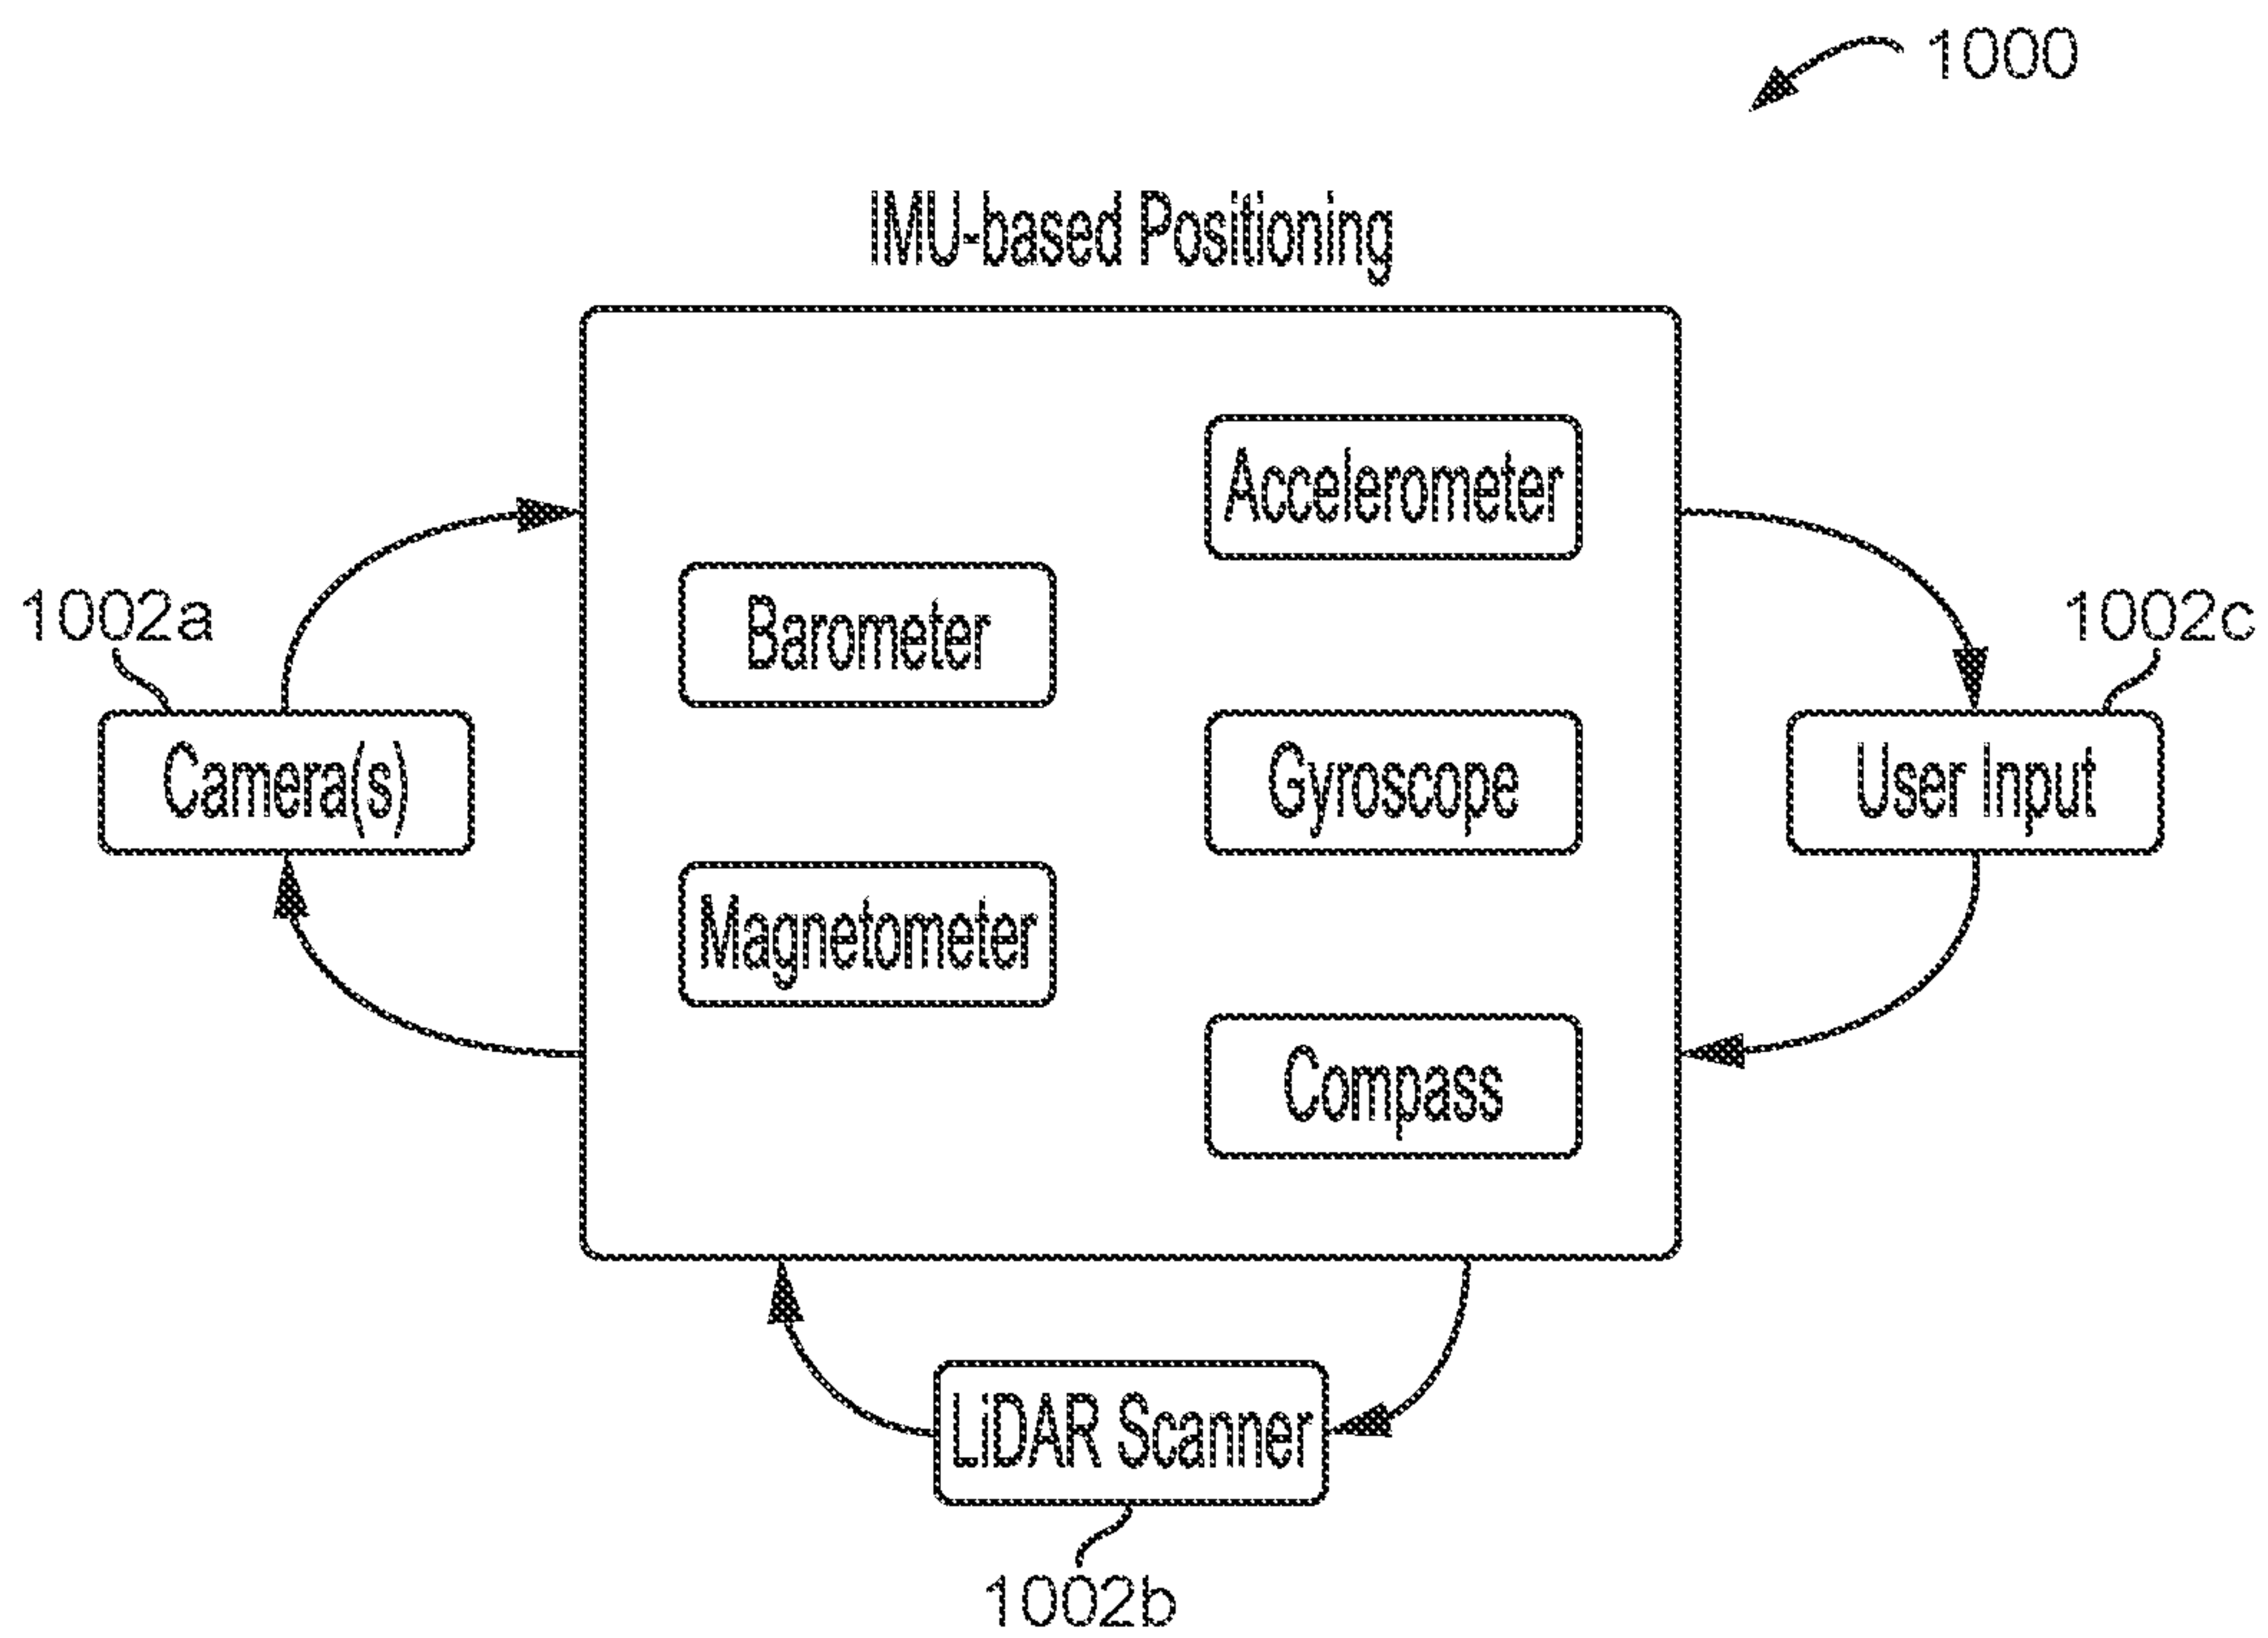 1000
IMU-based Positioning
Accelerometer
Barometer
1002a
1002c
Camera(s)
Gyroscope
User Input
Magnetometer
Compass
LiDAR Scanner
1002b